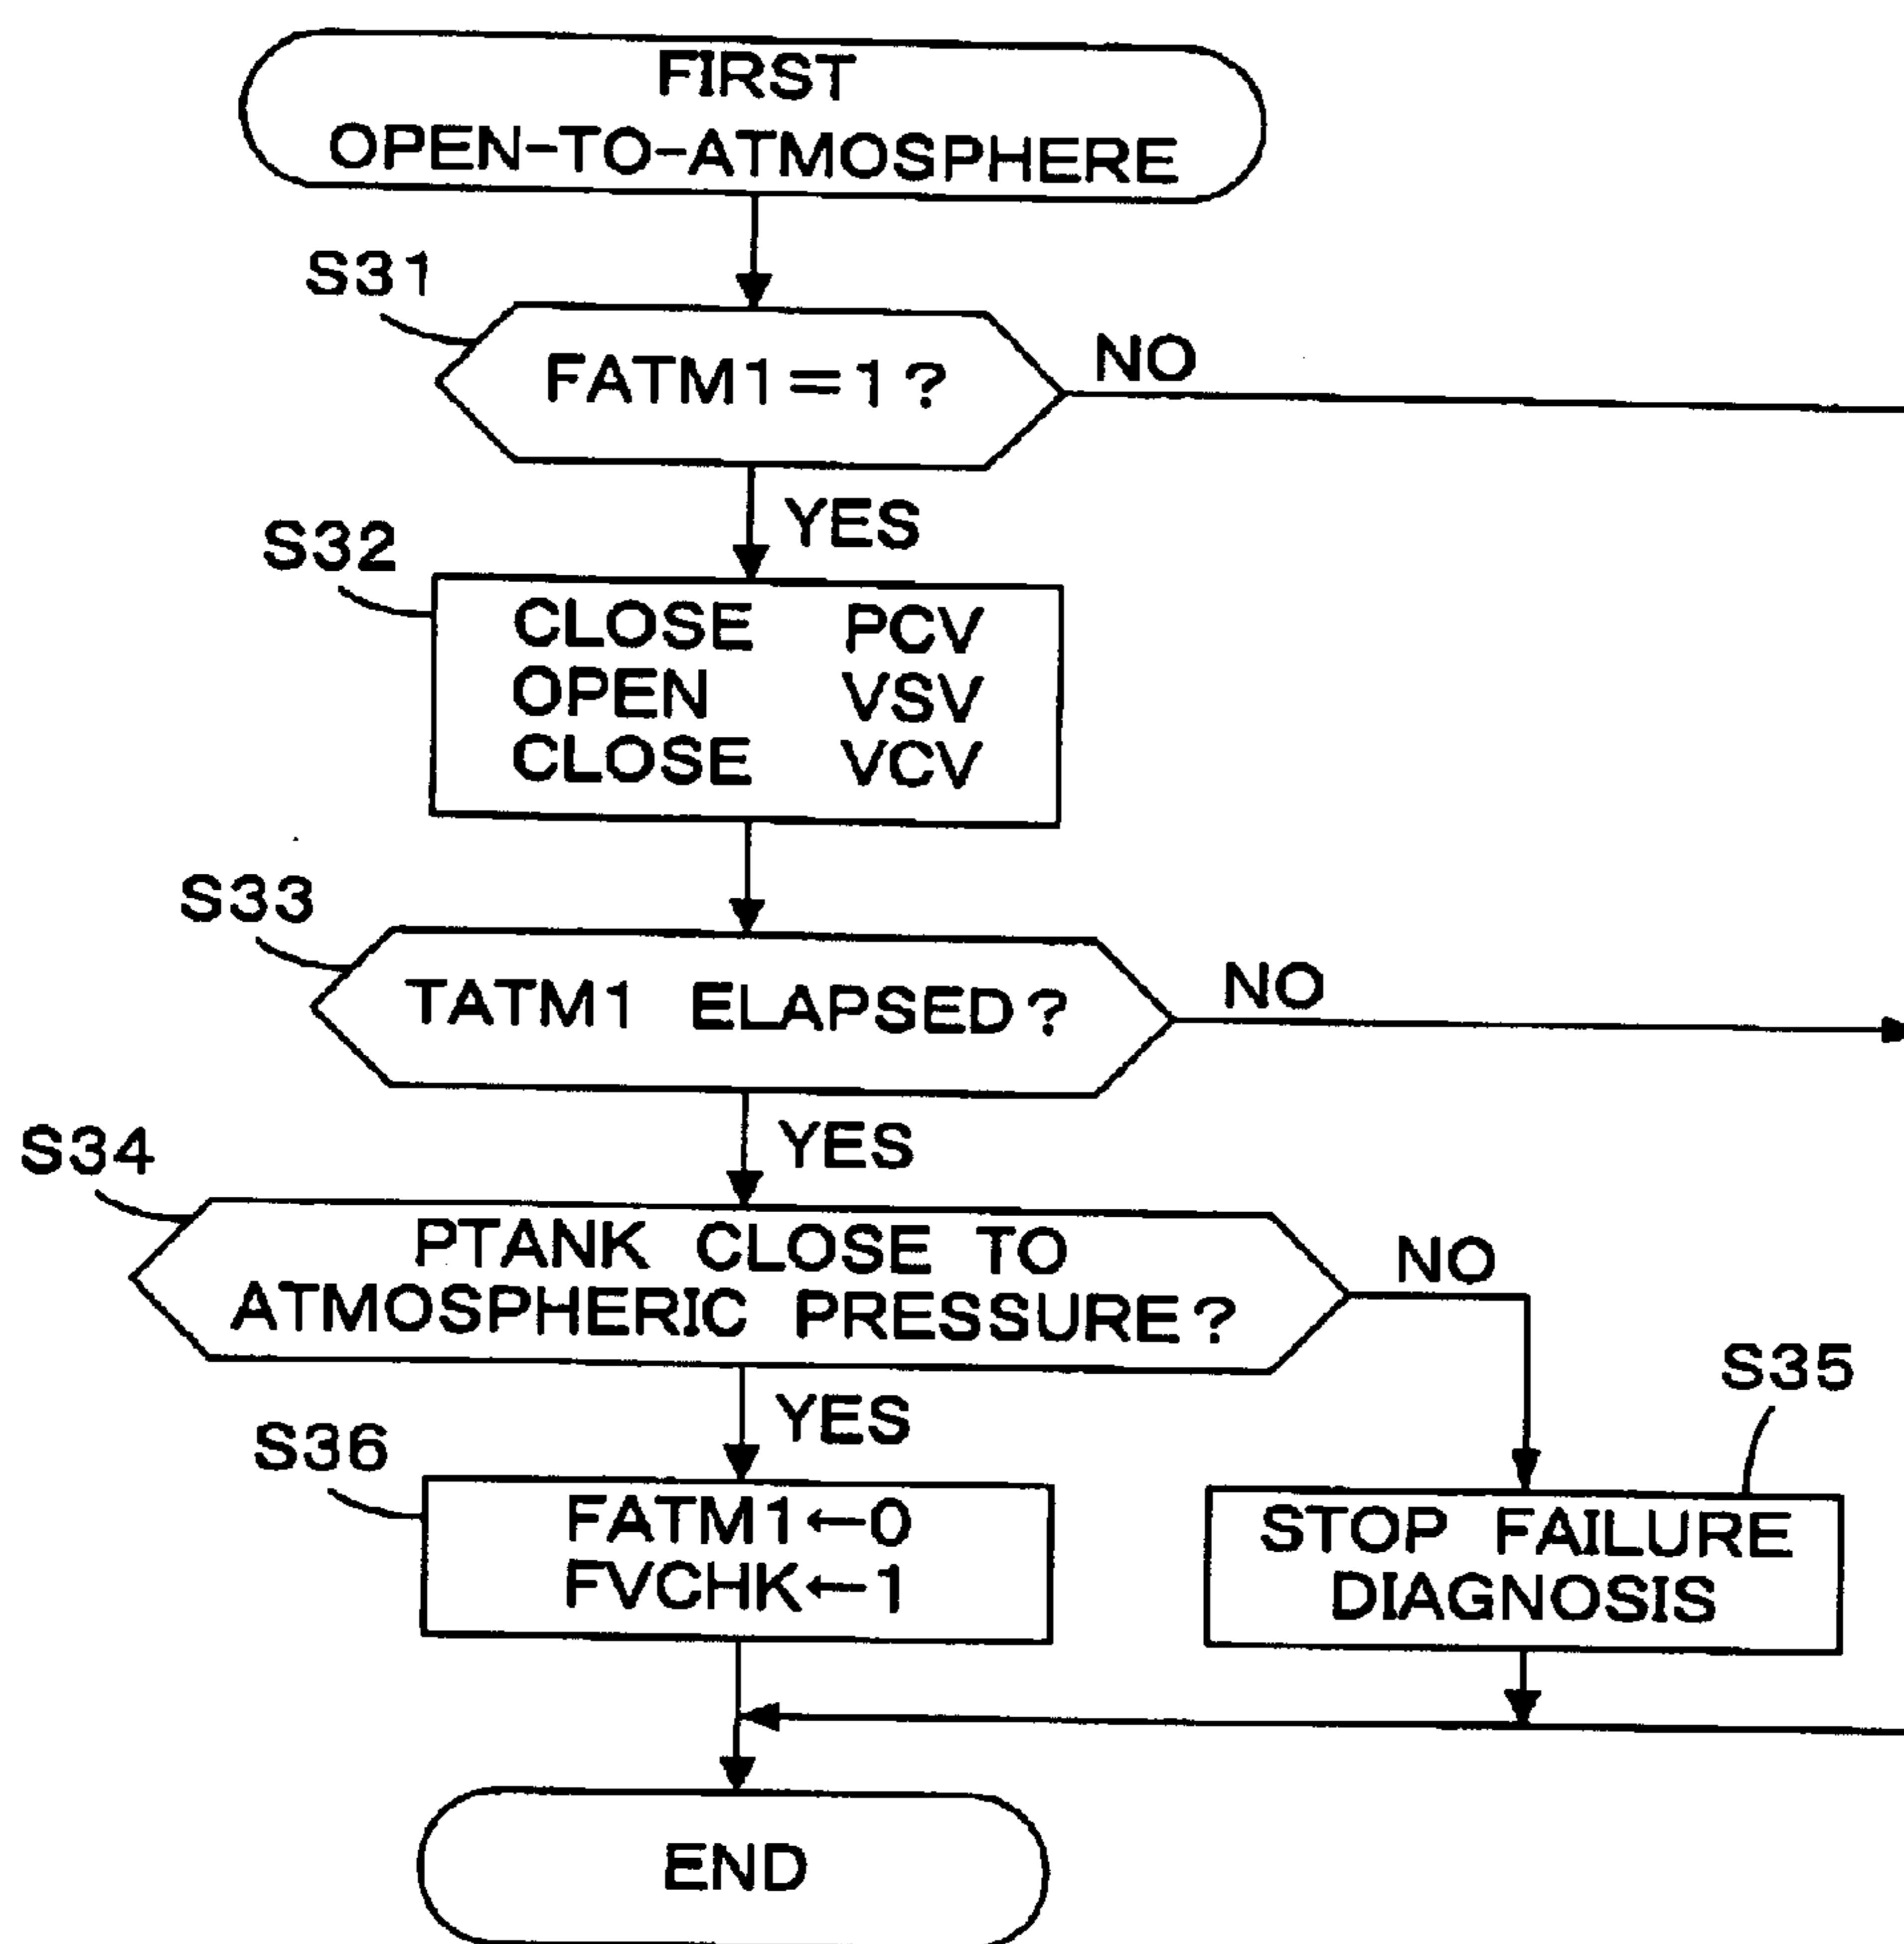 FIRST
OPEN-TO-ATMOSPHERE
S31
FATM1=1?
NO
YES
S32
CLOSE PCV
OPEN VSV
CLOSE VCV
S33
TATM1 ELAPSED?
NO
YES
S34
PTANK CLOSE TO
ATMOSPHERIC PRESSURE?
NO
YES
S35
S36
FATM1←0
FVCHK←1
STOP FAILURE
DIAGNOSIS
END